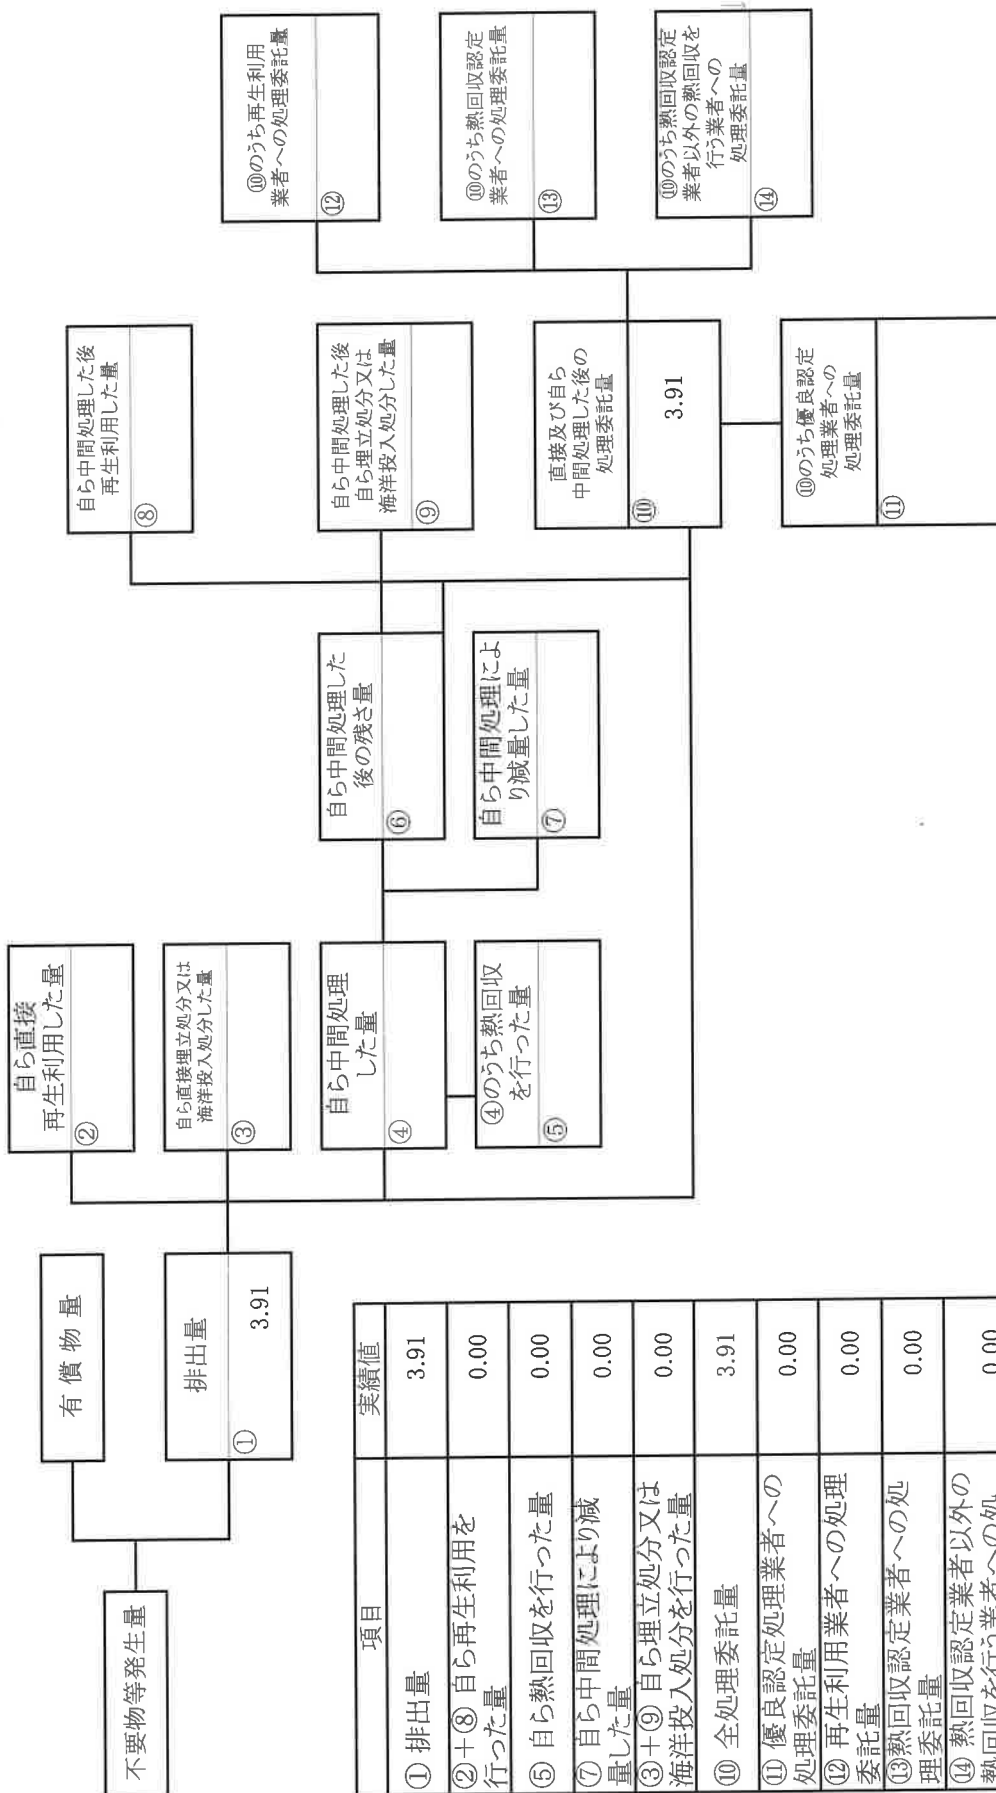 不要物等発生量
有償物量
排出量
①
3.91
自ら直接
再生利用した量
②
自ら直接埋立処分又は
海洋投入処分した量
③
自ら中間処理
した量
④
④のうち熱回収
を行った量
⑤
自ら中間処理した
後の残さ量
⑥
自ら中間処理によ
り減量した量
⑦
自ら中間処理した後
再生利用した量
⑧
自ら中間処理した後
自ら埋立処分又は
海洋投入処分した量
⑨
直接及び自ら
中間処理した後の
処理委託量
⑩
3.91
⑩のうち優良認定
処理業者への
処理委託量
⑪
⑩のうち再生利用
業者への処理委託量
⑫
⑩のうち熱回収認定
業者への処理委託量
⑬
⑩のうち熱回収認定
業者以外の熱回収を
行う業者への
処理委託量
⑭
項目 実績値
① 排出量 3.91
②+⑧ 自ら再生利用を
行った量 0.00
⑤ 自ら熱回収を行った量 0.00
⑦ 自ら中間処理により減
量した量 0.00
③+⑨ 自ら埋立処分又は
海洋投入処分を行った量 0.00
⑩ 全処理委託量 3.91
⑪ 優良認定処理業者への
処理委託量 0.00
⑫ 再生利用業者への処理
委託量 0.00
⑬熱回収認定業者への処
理委託量 0.00
⑭ 熱回収認定業者以外の
熱回収を行う業者への処 0.00